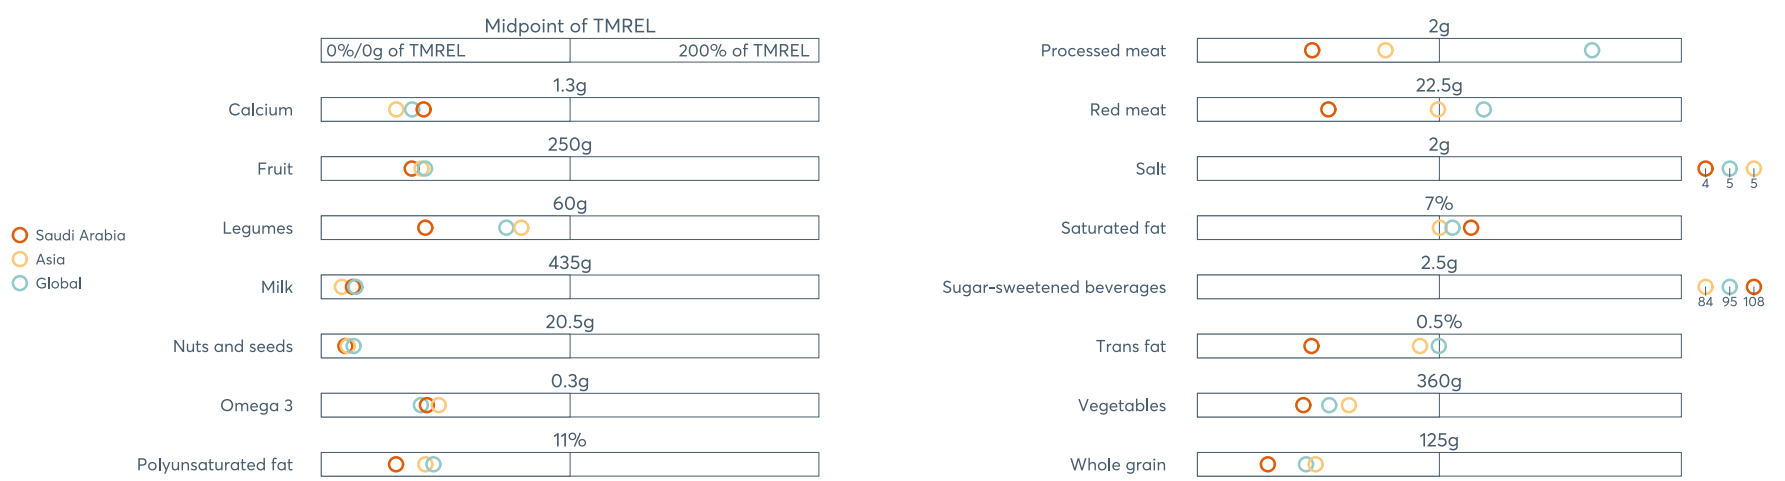 Midpoint of TMREL
0%/0g of TMREL 200% of TMREL
Calcium 1.3g
Fruit 250g
Legumes 60g
Milk 435g
Nuts and seeds 20.5g
Omega 3 0.3g
Polyunsaturated fat 11%
Saudi Arabia
Asia
Global
Processed meat 2g
Red meat 22.5g
Salt 2g
4 5 5
Saturated fat 7%
Sugar-sweetened beverages 2.5g
84 95 108
Trans fat 0.5%
Vegetables 360g
Whole grain 125g